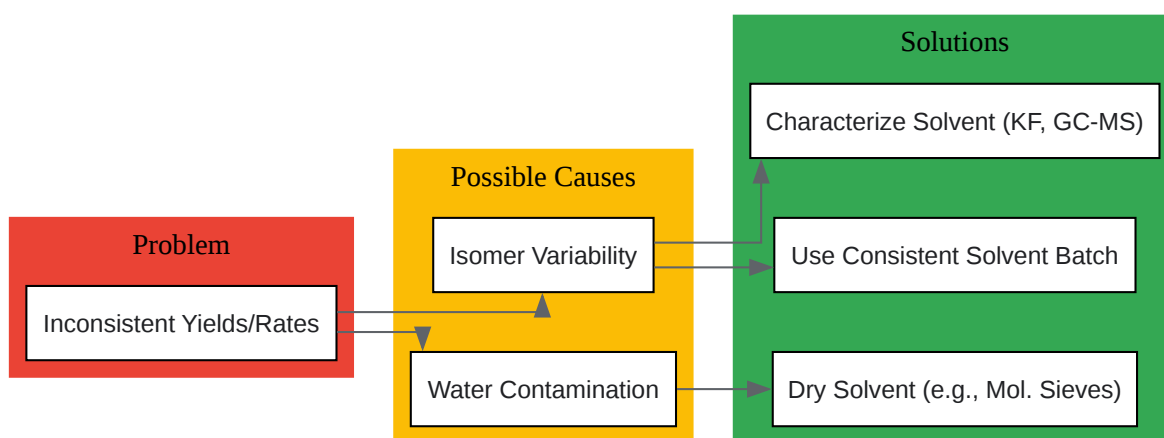 Problem
Inconsistent Yields/Rates
Possible Causes
Isomer Variability
Water Contamination
Solutions
Characterize Solvent (KF, GC-MS)
Use Consistent Solvent Batch
Dry Solvent (e.g., Mol. Sieves)